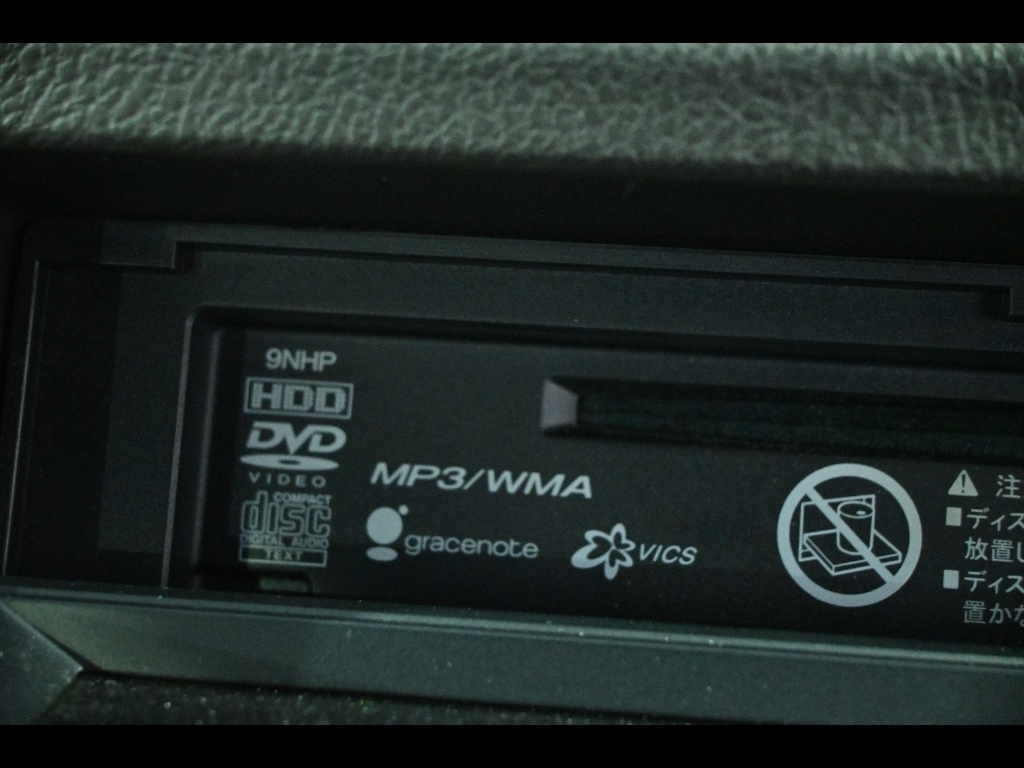 9NHP
HDD
DVD
VIDEO
COMPACT
disc
DIGITAL AUDIO
TEXT
MP3/WMA
gracenote
VICS
注
■ディス
放置し
■ディス
置かな